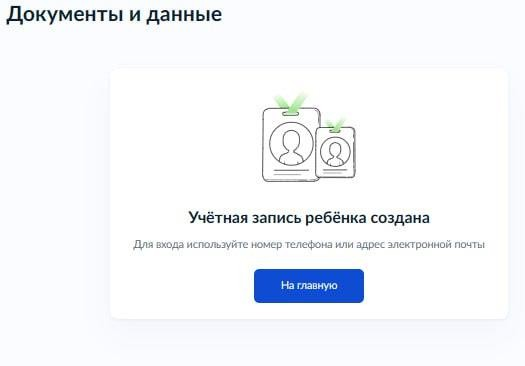 Документы и данные
Учётная запись ребёнка создана
Для входа используйте номер телефона или адрес электронной почты
На главную